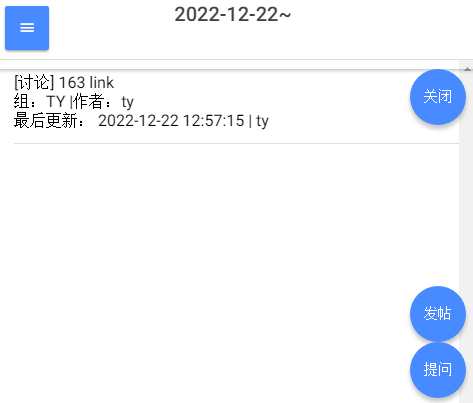 2022-12-22~
[讨论] 163 link
组：TY |作者：ty
最后更新： 2022-12-22 12:57:15 | ty
关闭
发帖
提问